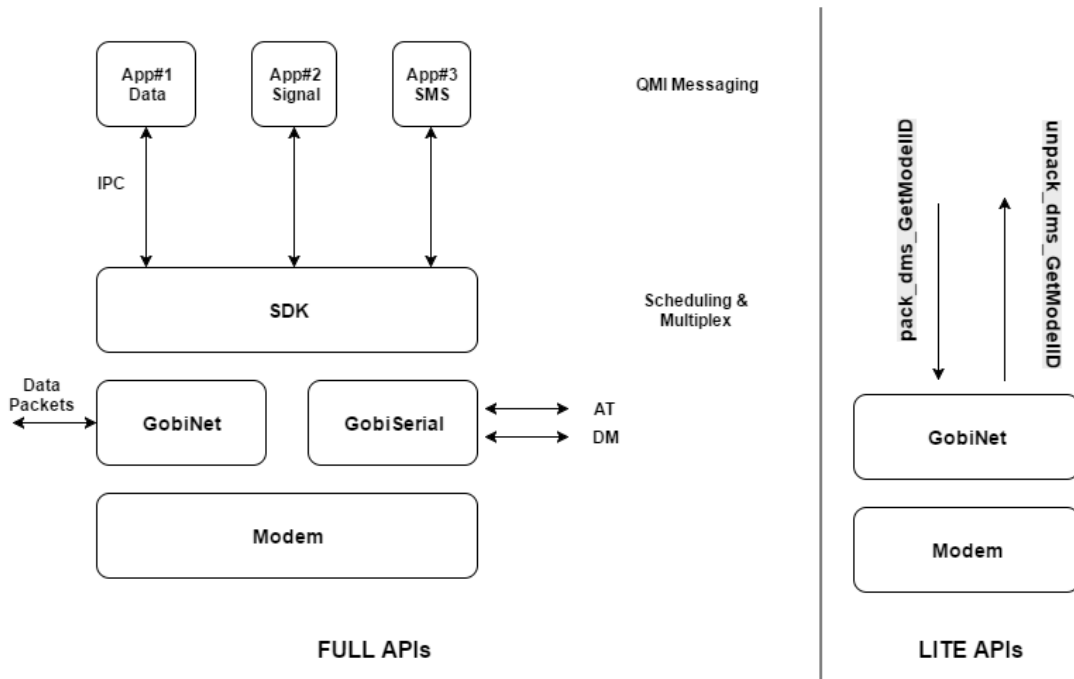 App#1
Data
App#2
Signal
App#3
SMS
QMI Messaging
IPC
SDK
Scheduling &
Multiplex
Data
Packets
GobiNet
GobiSerial
AT
DM
Modem
FULL APIs
pack_dms_GetModelID
unpack_dms_GetModelID
GobiNet
Modem
LITE APIs